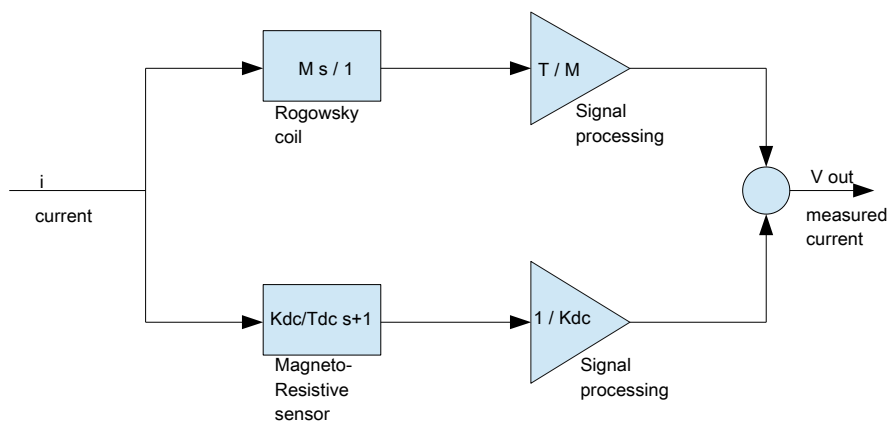 M s / 1
Rogowsky
coil
T / M
Signal
processing
i
current
V out
measured
current
Kdc/Tdc s+1
Magneto-
Resistive
sensor
1 / Kdc
Signal
processing